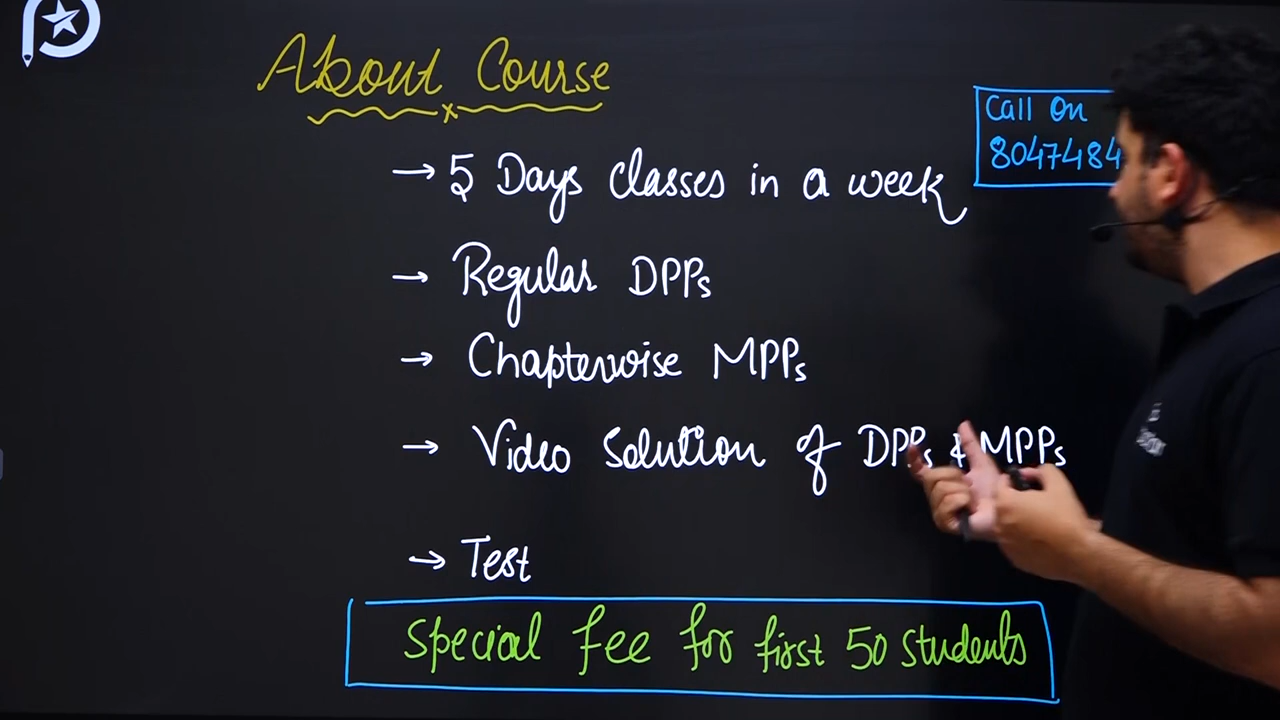 About Course
Call On
8047484
→ 5 Days classes in a week
→ Regular DPPs
→ Chapterwise MPPs
→ Video Solution of DPPs & MPPs
→ Test
Special fee for first 50 students